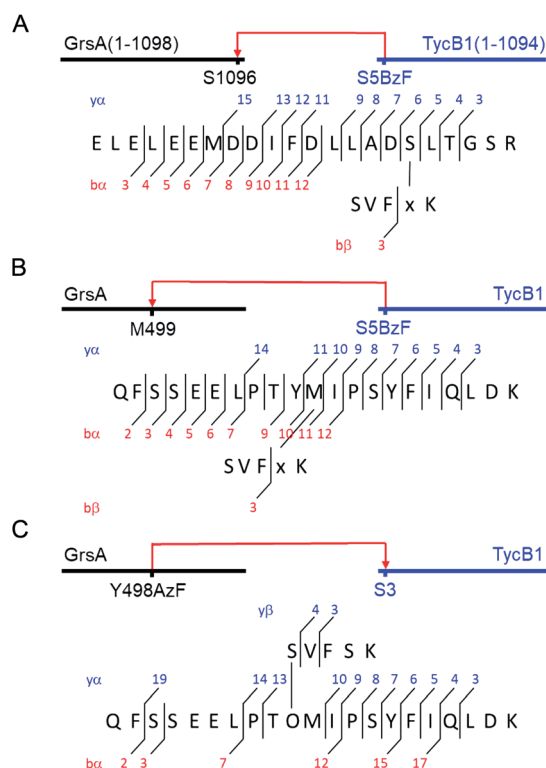 A
GrsA(1-1098) TycB1(1-1094)
S1096 S5BzF
yα 15 13 12 11 9 8 7 6 5 4 3
E L E L E E M D D I F D L L A D S L T G S R
bα 3 4 5 6 7 8 9 10 11 12
S V F x K
bβ 3
B
GrsA TycB1
M499 S5BzF
yα 14 11 10 9 8 7 6 5 4 3
Q F S S E E L P T Y M I P S Y F I Q L D K
bα 2 3 4 5 6 7 9 10 11 12
S V F x K
bβ 3
C
GrsA TycB1
Y498AzF S3
yβ 4 3
S V F S K
yα 19 14 13 10 9 8 7 6 5 4 3
Q F S S E E L P T O M I P S Y F I Q L D K
bα 2 3 7 12 15 17